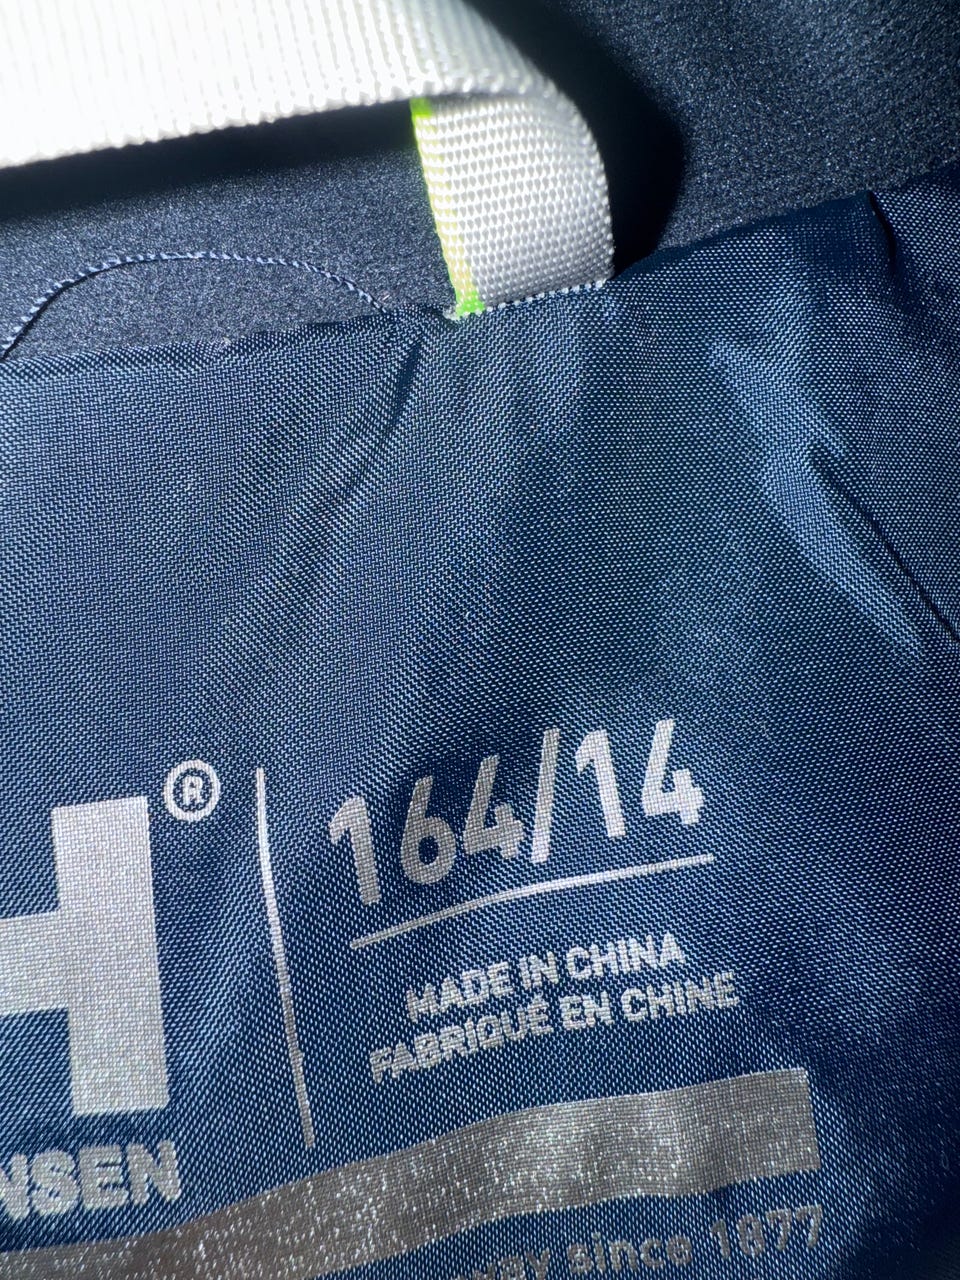 H®
164/14
MADE IN CHINA
FABRIQUÉ EN CHINE
NSEN
since 1877